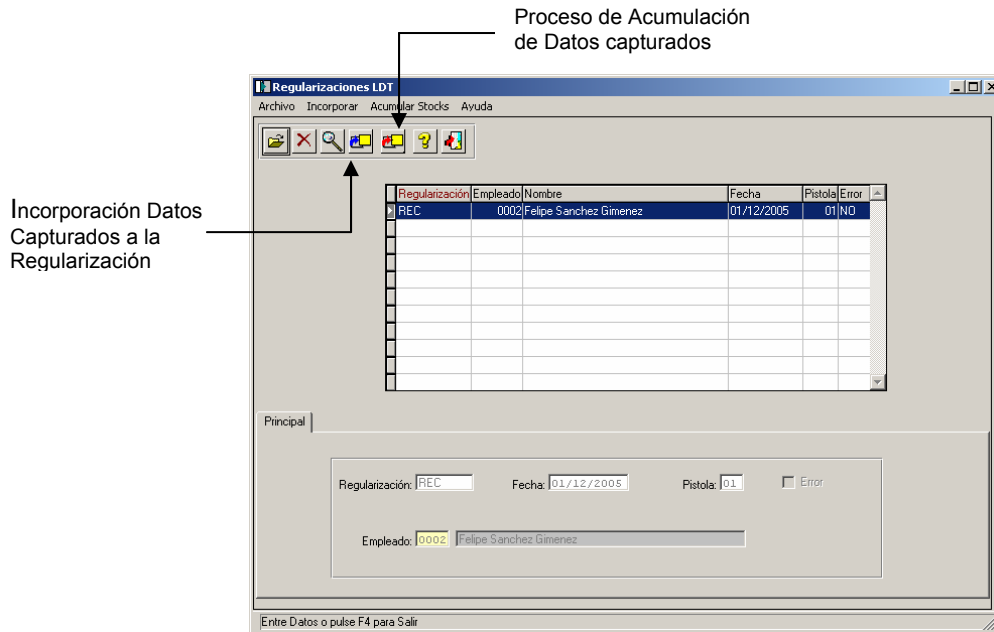 Proceso de Acumulación
de Datos capturados
Regularizaciones LDT
Archivo Incorporar Acumular Stocks Ayuda
Incorporación Datos
Capturados a la
Regularización
Regularización Empleado Nombre Fecha Pistola Error
REC 0002 Felipe Sanchez Gimenez 01/12/2005 01 NO
Principal
Regularización: REC Fecha: 01/12/2005 Pistola: 01 Error
Empleado: 0002 Felipe Sanchez Gimenez
Entre Datos o pulse F4 para Salir